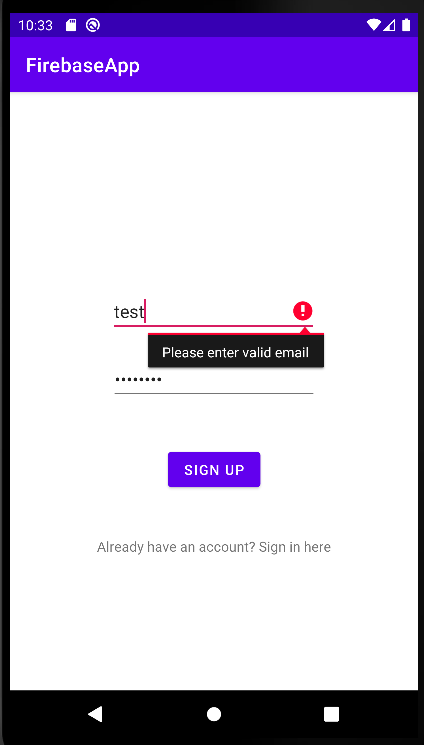 10:33
FirebaseApp
test
Please enter valid email
••••••••
SIGN UP
Already have an account? Sign in here